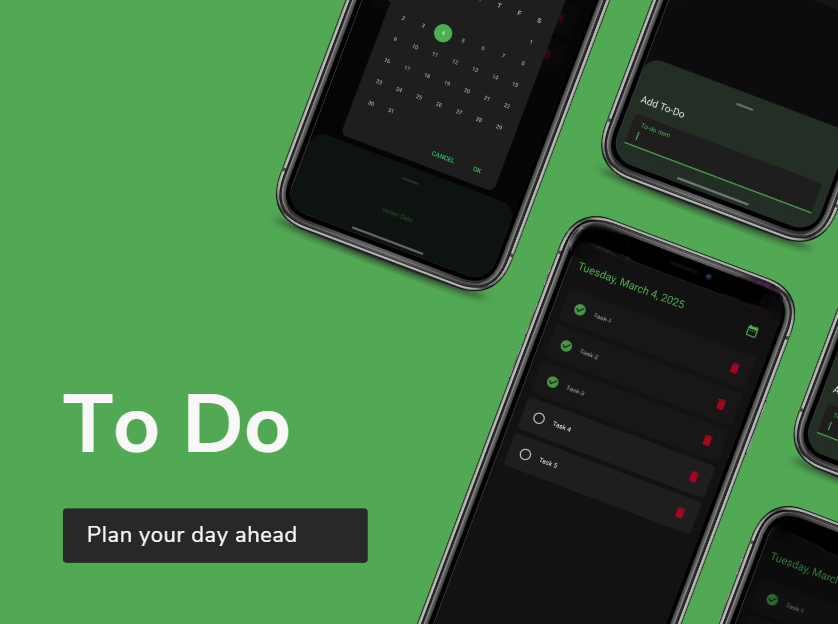 T F S
1
2 3 4 5 6 7 8
9 10 11 12 13 14 15
16 17 18 19 20 21 22
23 24 25 26 27 28 29
30 31
CANCEL OK
Select Date
Add To-Do
To-do item
Tuesday, March 4, 2025
Task 1
Task 2
Task 3
Task 4
Task 5
To Do
Plan your day ahead
Tuesday, March
Task 1